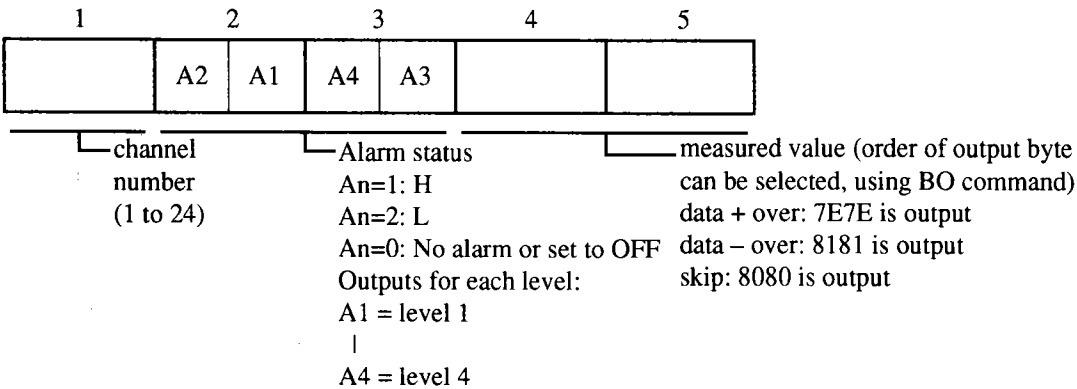 1 2 3 4 5
A2 A1 A4 A3
channel
number
(1 to 24)
Alarm status
An=1: H
An=2: L
An=0: No alarm or set to OFF
Outputs for each level:
A1 = level 1
|
A4 = level 4
measured value (order of output byte
can be selected, using BO command)
data + over: 7E7E is output
data – over: 8181 is output
skip: 8080 is output